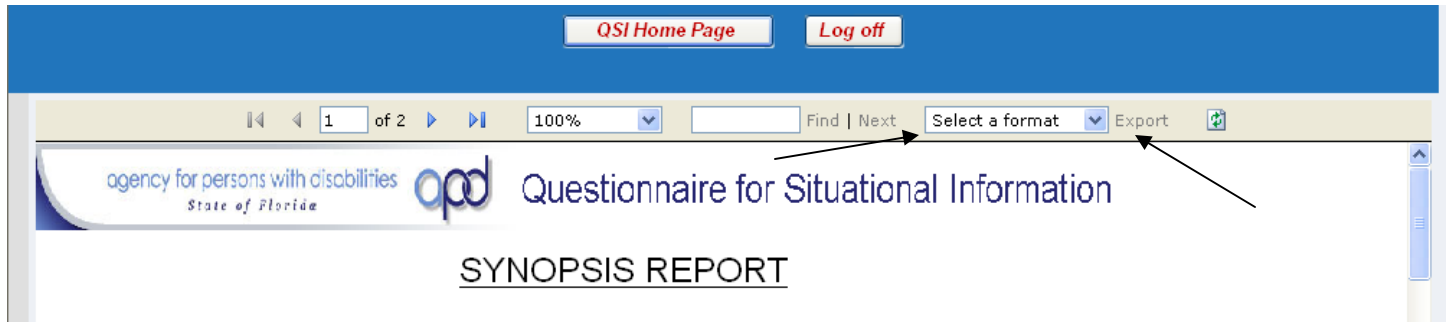 QSI Home Page Log off
1 of 2 100% Find | Next Select a format Export
agency for persons with disabilities apd Questionnaire for Situational Information
State of Florida
SYNOPSIS REPORT